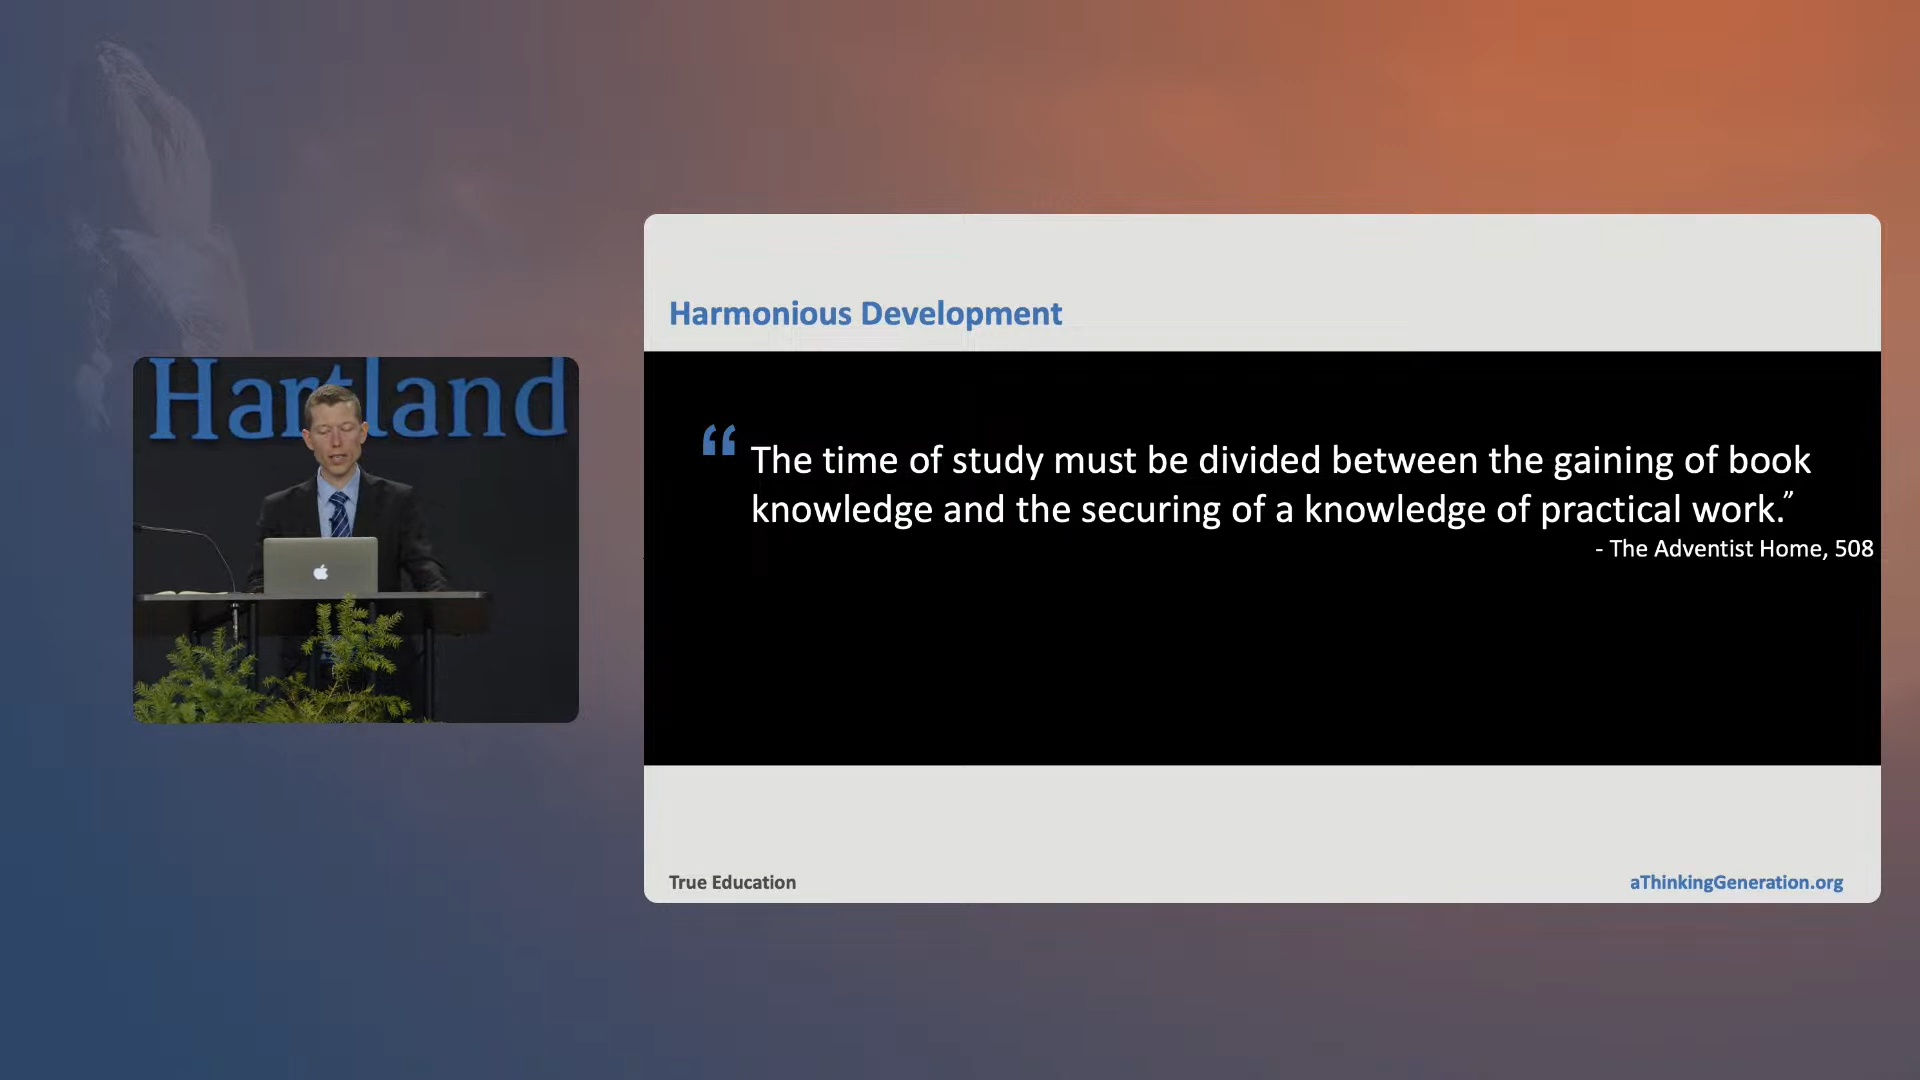 Hartland
Harmonious Development
“The time of study must be divided between the gaining of book
knowledge and the securing of a knowledge of practical work.”
- The Adventist Home, 508
True Education
aThinkingGeneration.org